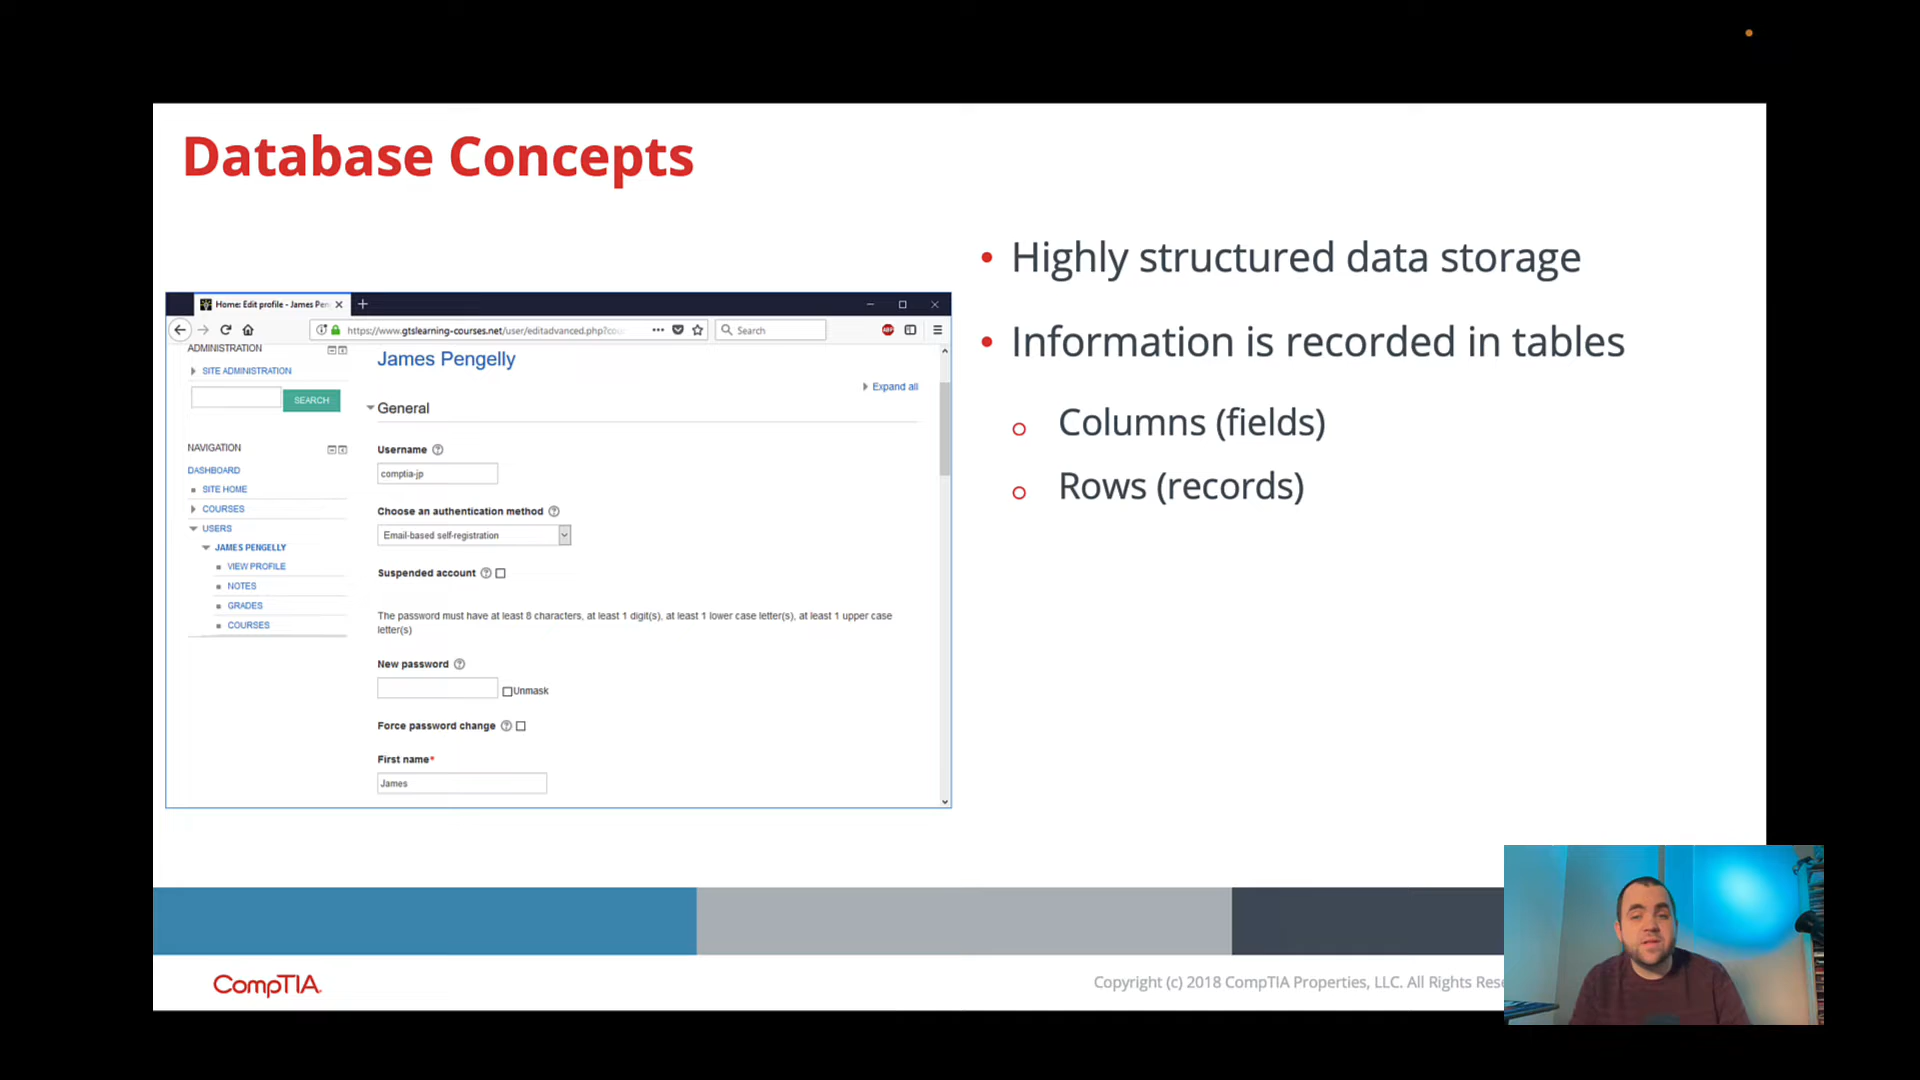 Database Concepts
Home: Edit profile - James Pen
https://www.gtslearning-courses.net/user/editadvanced.php?cou
Search
ABP
ADMINISTRATION
SITE ADMINISTRATION
SEARCH
NAVIGATION
DASHBOARD
SITE HOME
COURSES
USERS
JAMES PENGELLY
VIEW PROFILE
NOTES
GRADES
COURSES
James Pengelly
Expand all
General
Username
comptia-jp
Choose an authentication method
Email-based self-registration
Suspended account
The password must have at least 8 characters, at least 1 digit(s), at least 1 lower case letter(s), at least 1 upper case
letter(s)
New password
Unmask
Force password change
First name*
James
• Highly structured data storage
• Information is recorded in tables
Columns (fields)
Rows (records)
CompTIA.
Copyright (c) 2018 CompTIA Properties, LLC. All Rights Rese